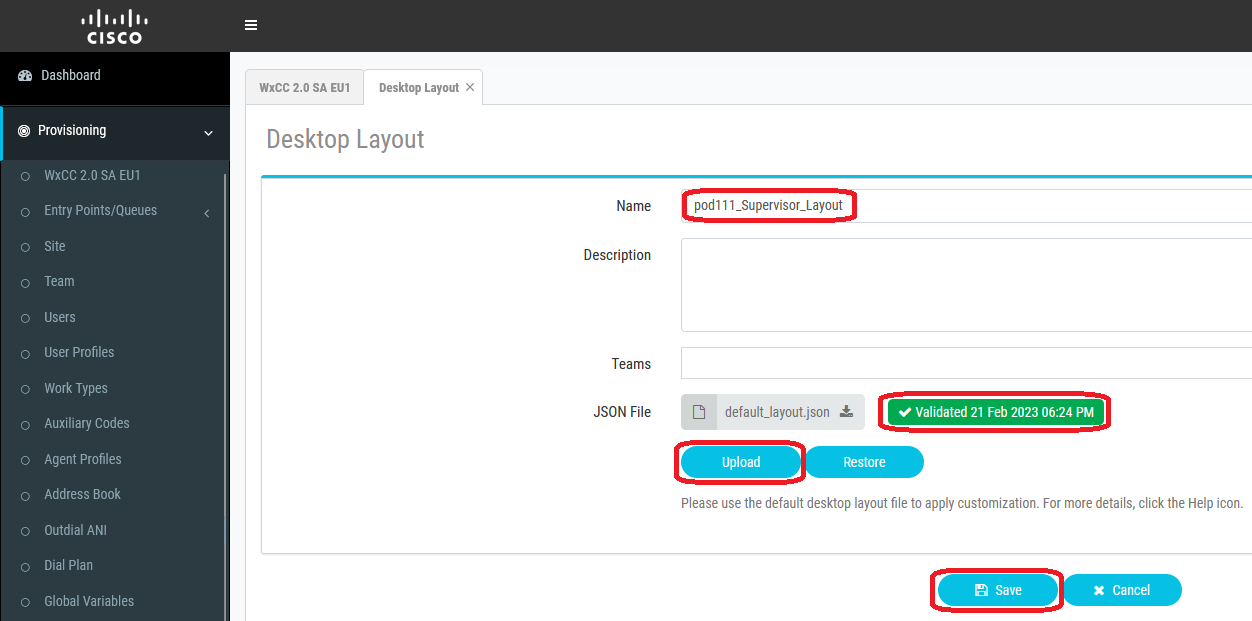 CISCO
Dashboard
Provisioning
WxCC 2.0 SA EU1
Entry Points/Queues
Site
Team
Users
User Profiles
Work Types
Auxiliary Codes
Agent Profiles
Address Book
Outdial ANI
Dial Plan
Global Variables
WxCC 2.0 SA EU1 Desktop Layout
Desktop Layout
Name pod111_Supervisor_Layout
Description
Teams
JSON File default_layout.json Validated 21 Feb 2023 06:24 PM
Upload Restore
Please use the default desktop layout file to apply customization. For more details, click the Help icon.
Save Cancel